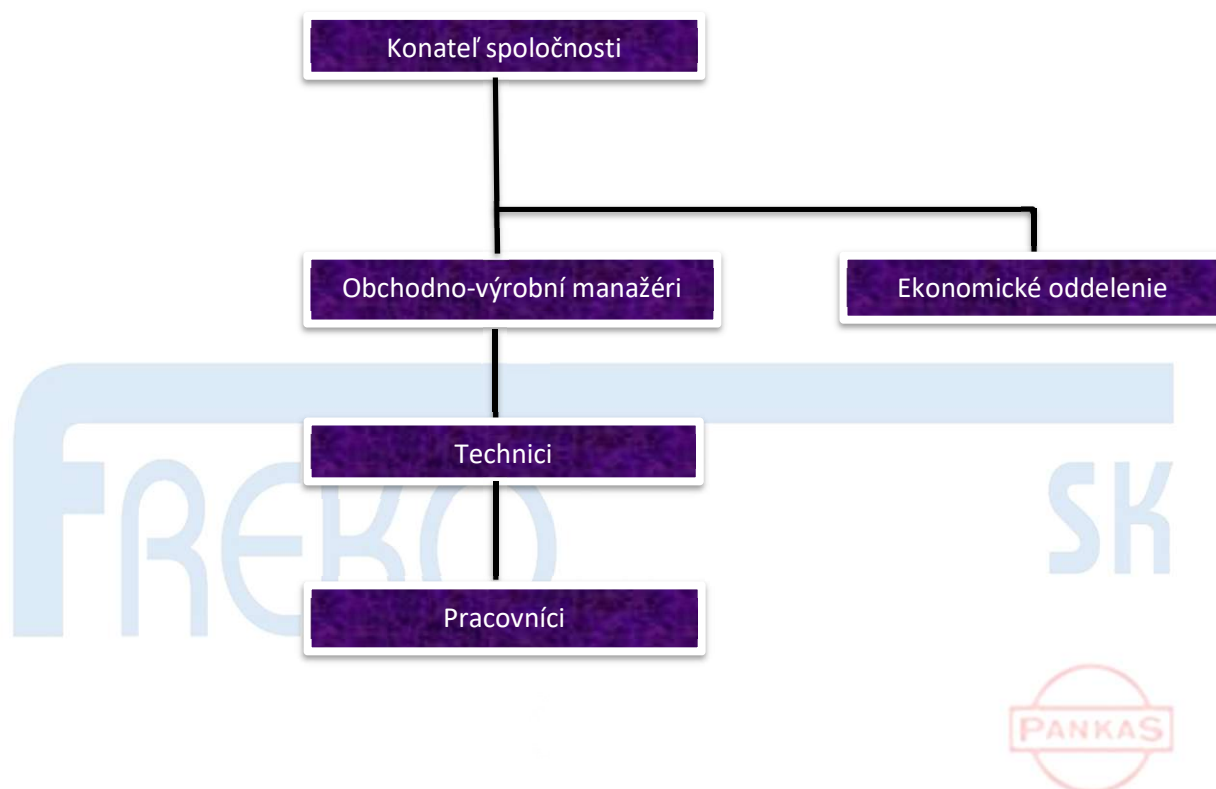 Konateľ spoločnosti
Obchodno-výrobní manažéri
Ekonomické oddelenie
Technici
FREKO
SK
Pracovníci
PANKAS